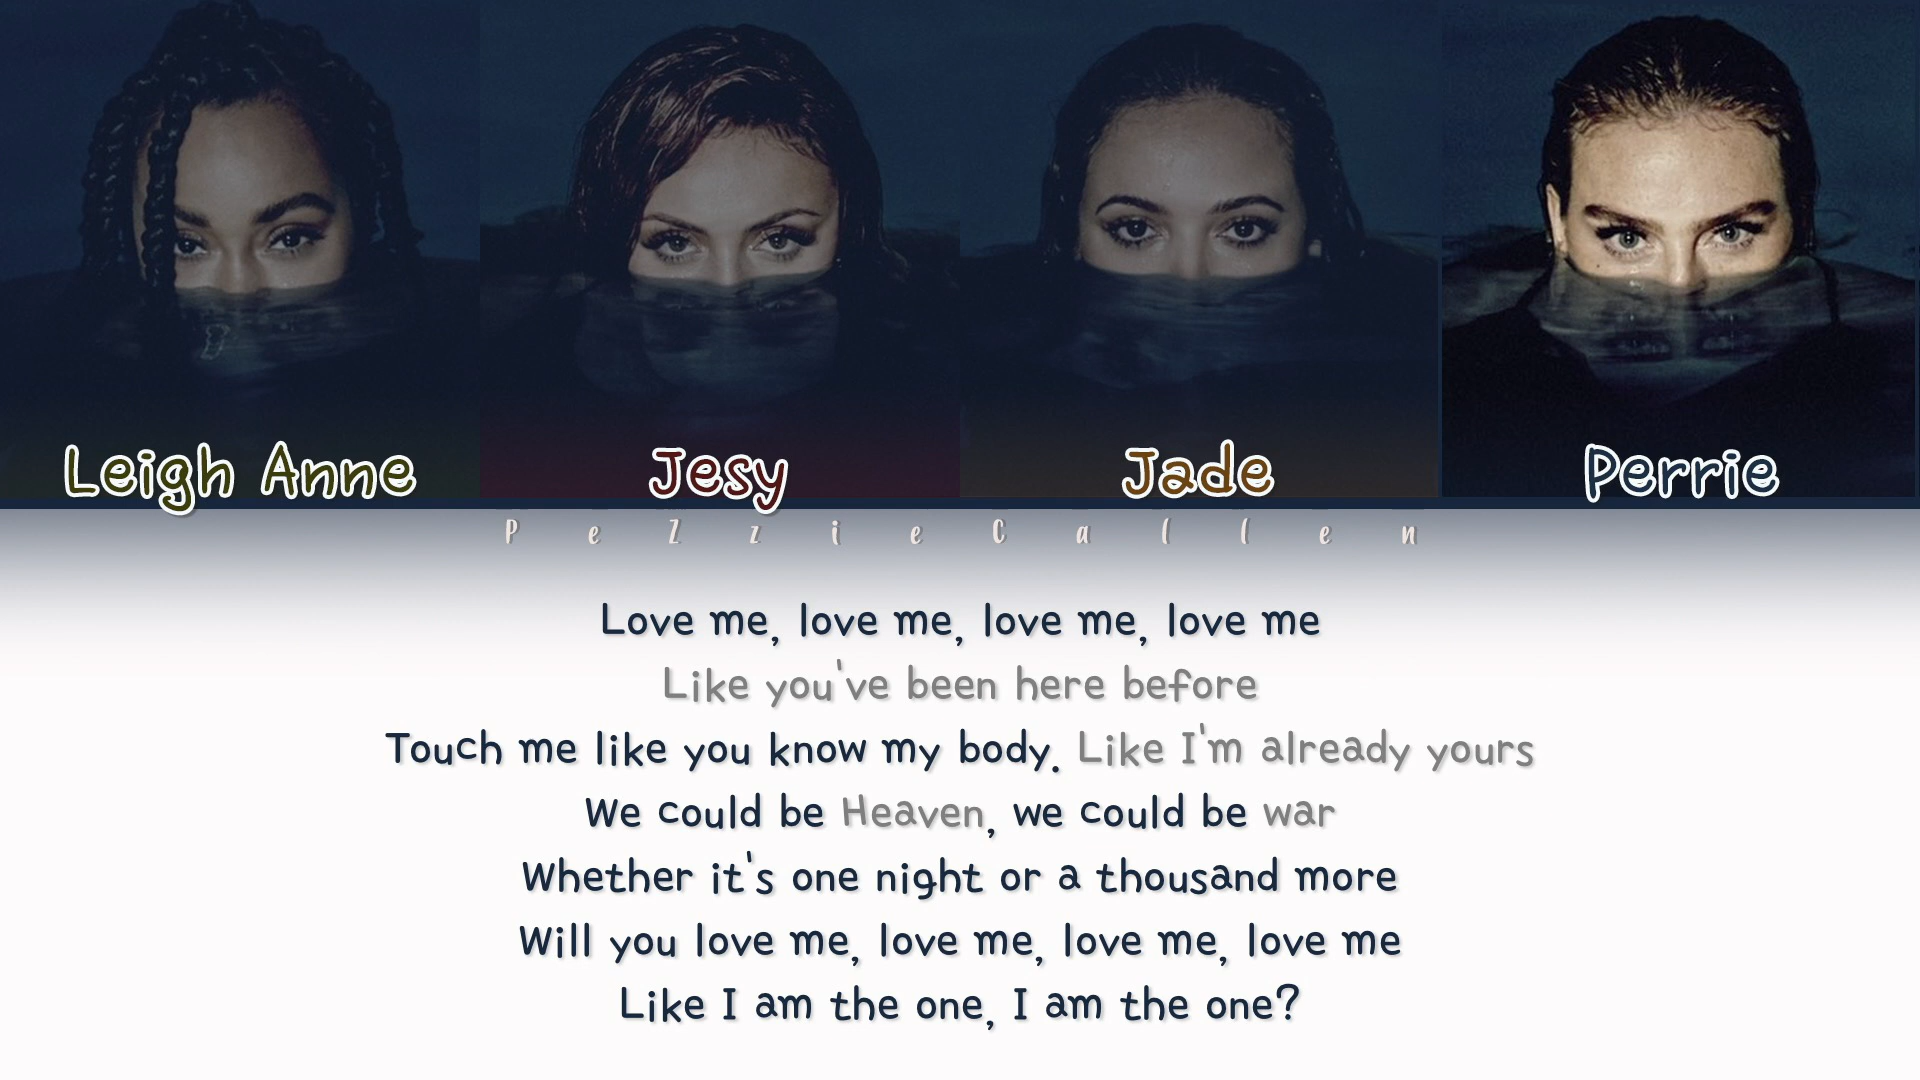 Leigh Anne Jesy Jade Perrie
PeZzieCallen
Love me, love me, love me, love me
Like you've been here before
Touch me like you know my body. Like I'm already yours
We could be Heaven, we could be war
Whether it's one night or a thousand more
Will you love me, love me, love me, love me
Like I am the one, I am the one?